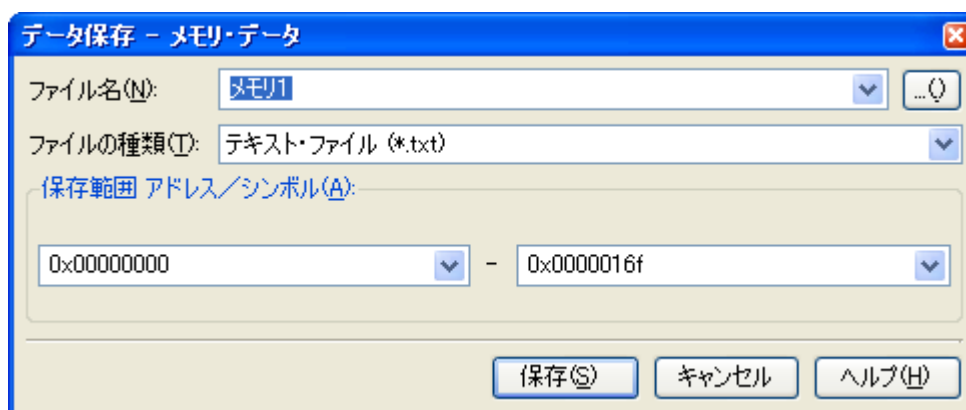 データ保存 - メモリ・データ
ファイル名(N): メモリ1 ...()
ファイルの種類(T): テキスト・ファイル (*.txt)
保存範囲 アドレス／シンボル(A):
0x00000000 - 0x0000016f
保存(S) キャンセル ヘルプ(H)